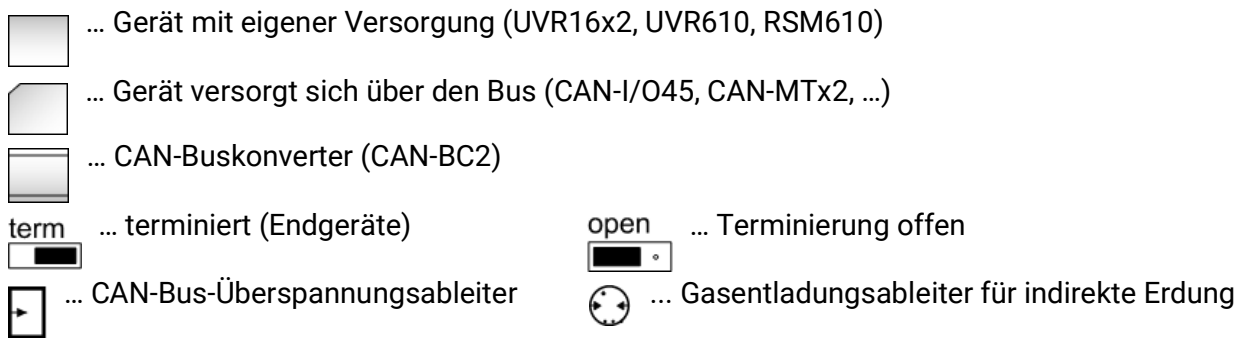 … Gerät mit eigener Versorgung (UVR16x2, UVR610, RSM610)
… Gerät versorgt sich über den Bus (CAN-I/O45, CAN-MTx2, …)
… CAN-Buskonverter (CAN-BC2)
term … terminiert (Endgeräte) open … Terminierung offen
… CAN-Bus-Überspannungsableiter ... Gasentladungsableiter für indirekte Erdung